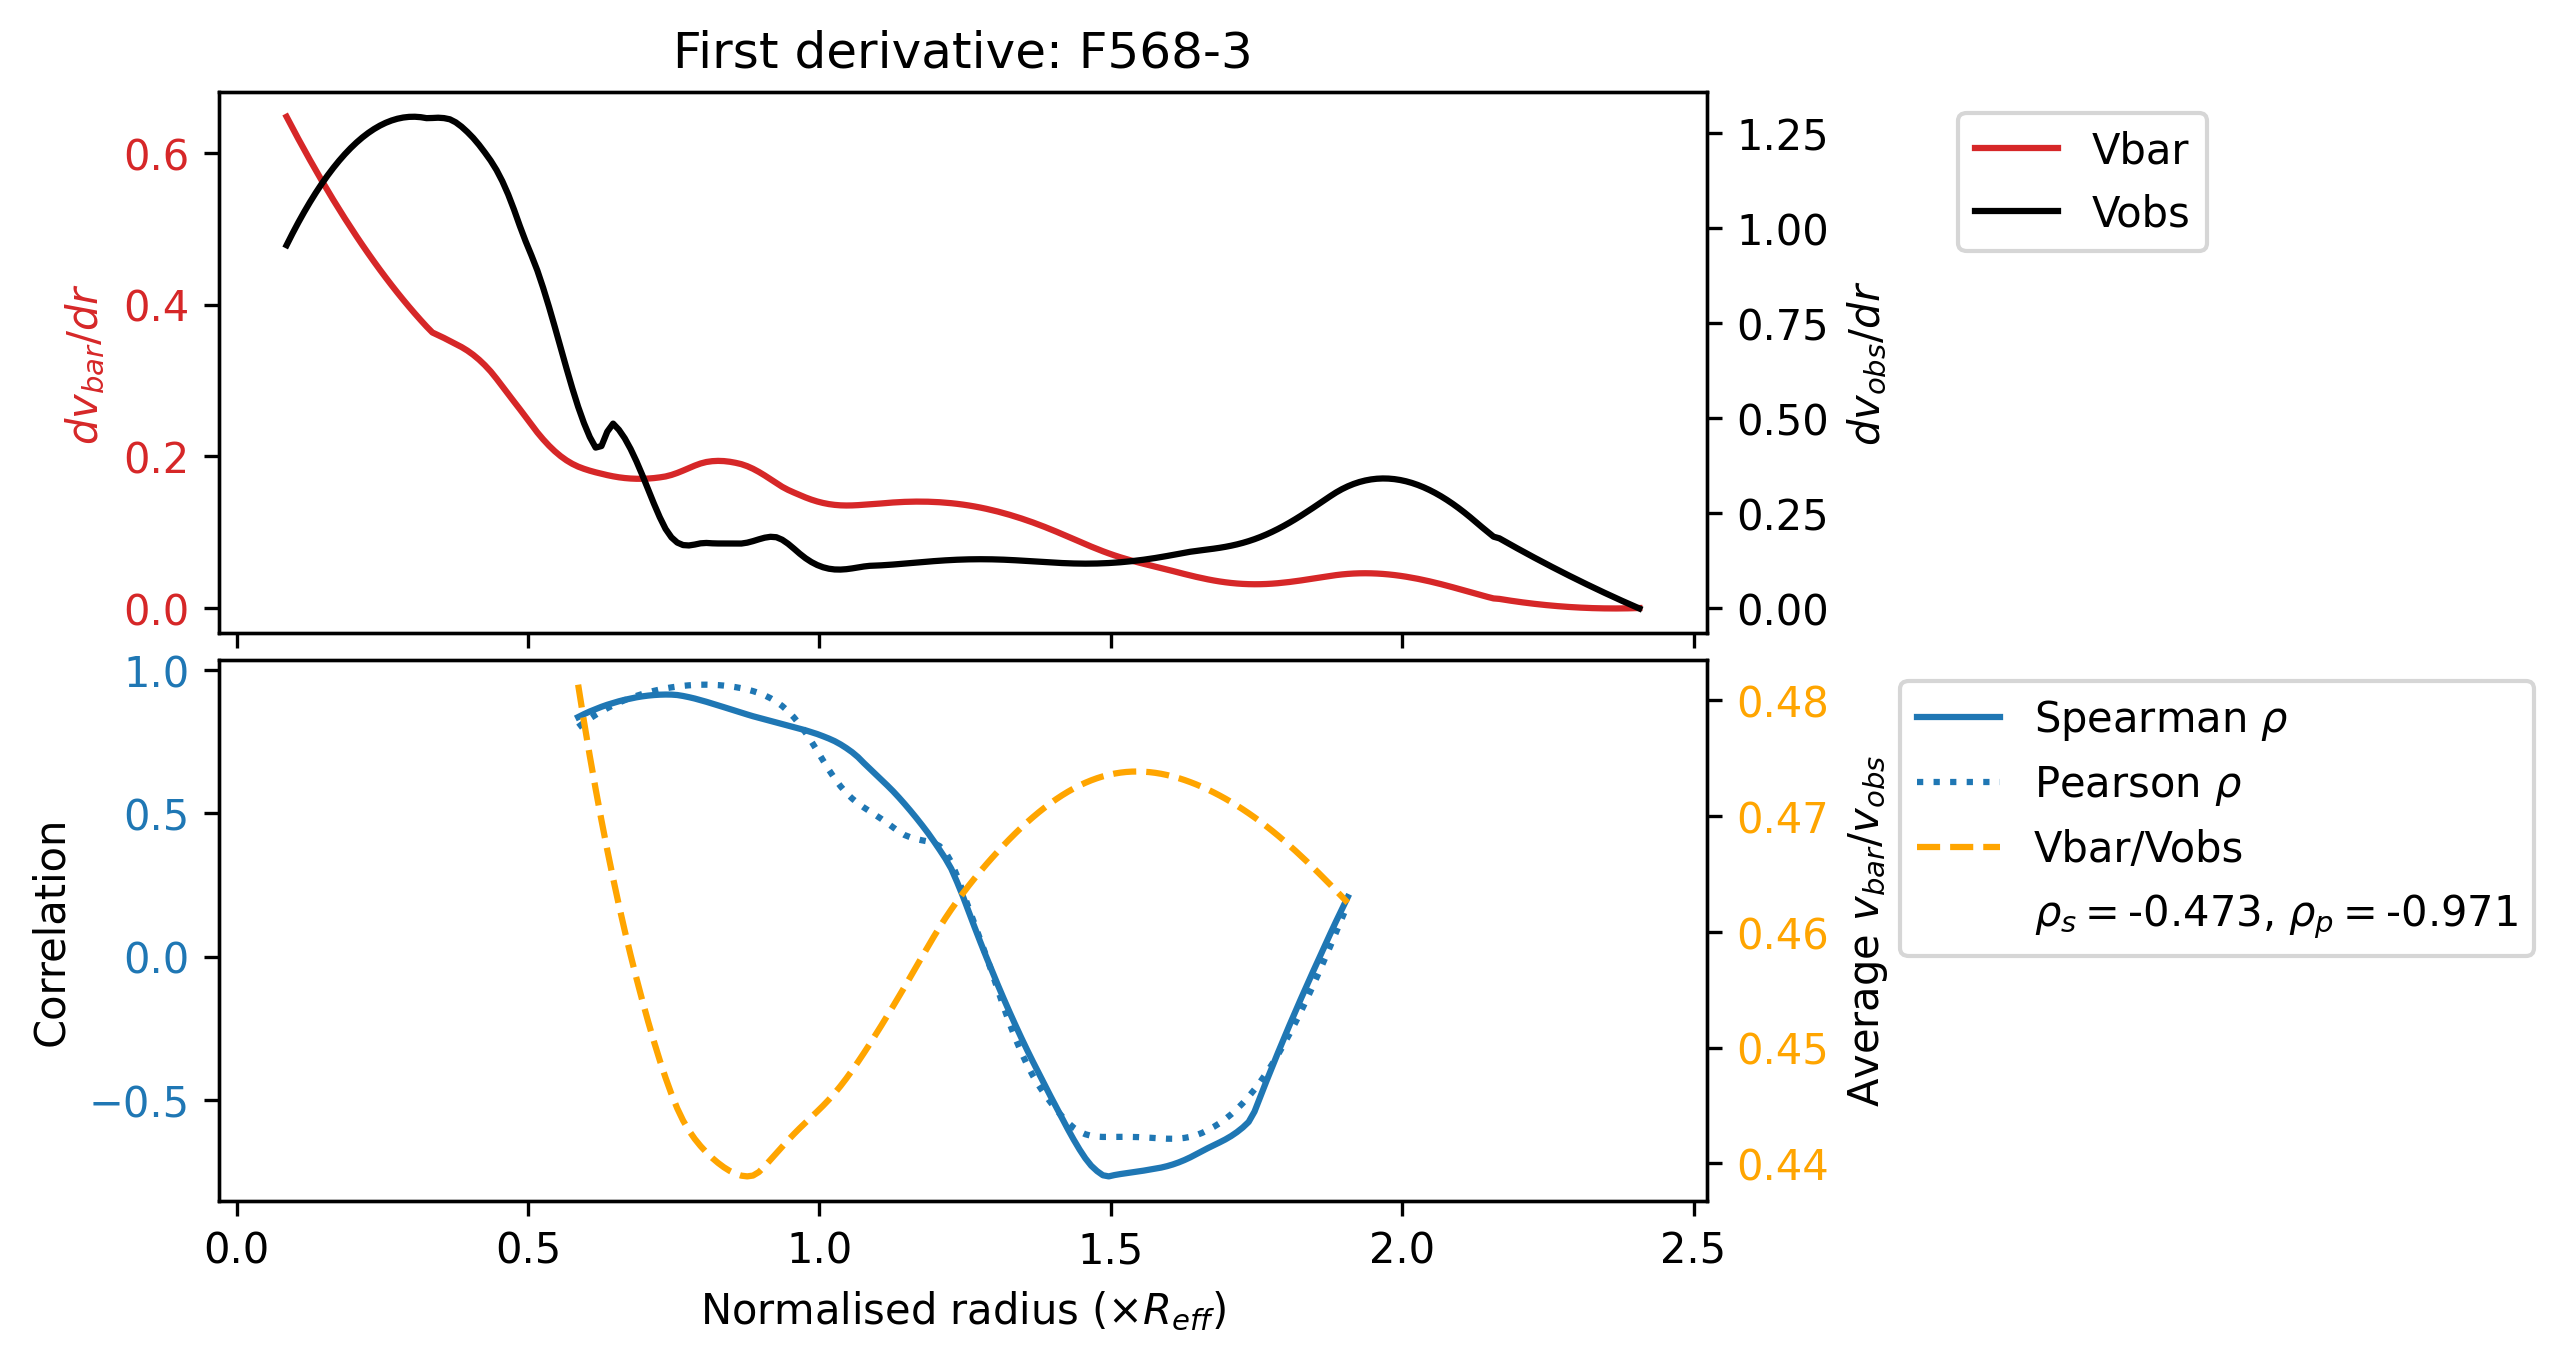 First derivative: F568-3
0.6
0.4
0.2
0.0
dv_bar/dr
1.25
1.00
0.75
0.50
0.25
0.00
dv_obs/dr
Vbar
Vobs
1.0
0.5
0.0
−0.5
Correlation
0.48
0.47
0.46
0.45
0.44
Average v_bar/v_obs
Spearman ρ
Pearson ρ
Vbar/Vobs
ρ_s = -0.473, ρ_p = -0.971
0.0 0.5 1.0 1.5 2.0 2.5
Normalised radius (×R_eff)